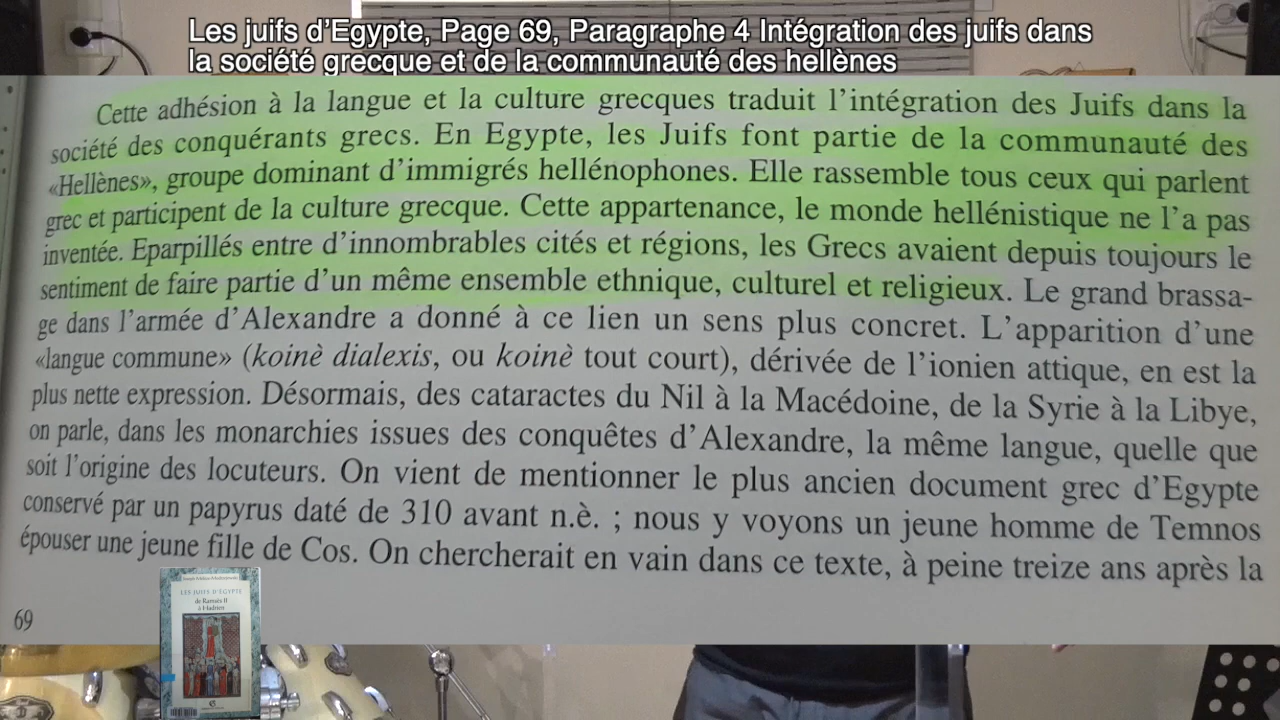 Les juifs d'Egypte, Page 69, Paragraphe 4 Intégration des juifs dans
la société grecque et de la communauté des hellènes
Cette adhésion à la langue et la culture grecques traduit l'intégration des Juifs dans la
société des conquérants grecs. En Egypte, les Juifs font partie de la communauté des
«Hellènes», groupe dominant d'immigrés hellénophones. Elle rassemble tous ceux qui parlent
grec et participent de la culture grecque. Cette appartenance, le monde hellénistique ne l'a pas
inventée. Eparpillés entre d'innombrables cités et régions, les Grecs avaient depuis toujours le
sentiment de faire partie d'un même ensemble ethnique, culturel et religieux. Le grand brassa-
ge dans l'armée d'Alexandre a donné à ce lien un sens plus concret. L'apparition d'une
«langue commune» (koinè dialexis, ou koinè tout court), dérivée de l'ionien attique, en est la
plus nette expression. Désormais, des cataractes du Nil à la Macédoine, de la Syrie à la Libye,
on parle, dans les monarchies issues des conquêtes d'Alexandre, la même langue, quelle que
soit l'origine des locuteurs. On vient de mentionner le plus ancien document grec d'Egypte
conservé par un papyrus daté de 310 avant n.è. ; nous y voyons un jeune homme de Temnos
épouser une jeune fille de Cos. On chercherait en vain dans ce texte, à peine treize ans après la
69
LES JUIFS D'EGYPTE
de Ramsès II
à Hadrien